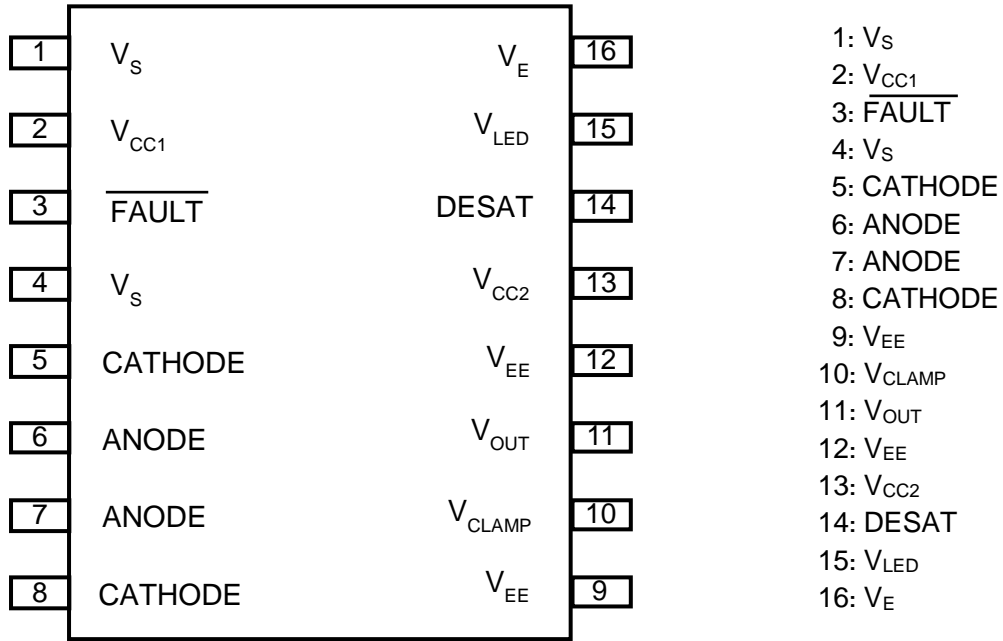 1 V_S V_E 16
2 V_CC1 V_LED 15
3 F̅A̅U̅L̅T̅ DESAT 14
4 V_S V_CC2 13
5 CATHODE V_EE 12
6 ANODE V_OUT 11
7 ANODE V_CLAMP 10
8 CATHODE V_EE 9
1: V_S
2: V_CC1
3: F̅A̅U̅L̅T̅
4: V_S
5: CATHODE
6: ANODE
7: ANODE
8: CATHODE
9: V_EE
10: V_CLAMP
11: V_OUT
12: V_EE
13: V_CC2
14: DESAT
15: V_LED
16: V_E